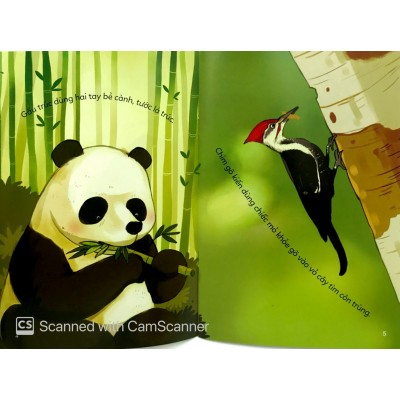 Gấu trúc dùng hai tay bẻ cành, tước lá trúc.
Chim gõ kiến dùng chiếc mỏ khỏe gõ vào vỏ cây tìm côn trùng.
CS Scanned with CamScanner